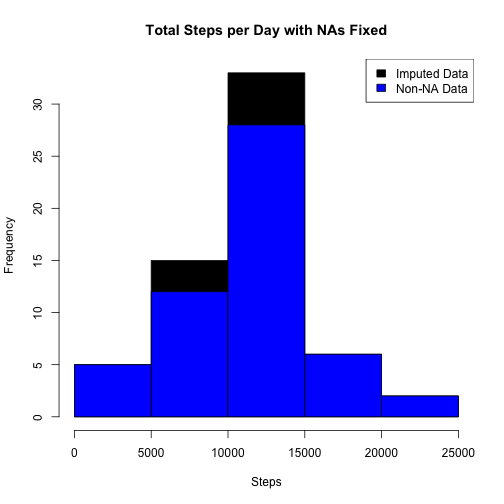 Total Steps per Day with NAs Fixed
Imputed Data
Non-NA Data
Frequency
30
25
20
15
10
5
0
0 5000 10000 15000 20000 25000
Steps